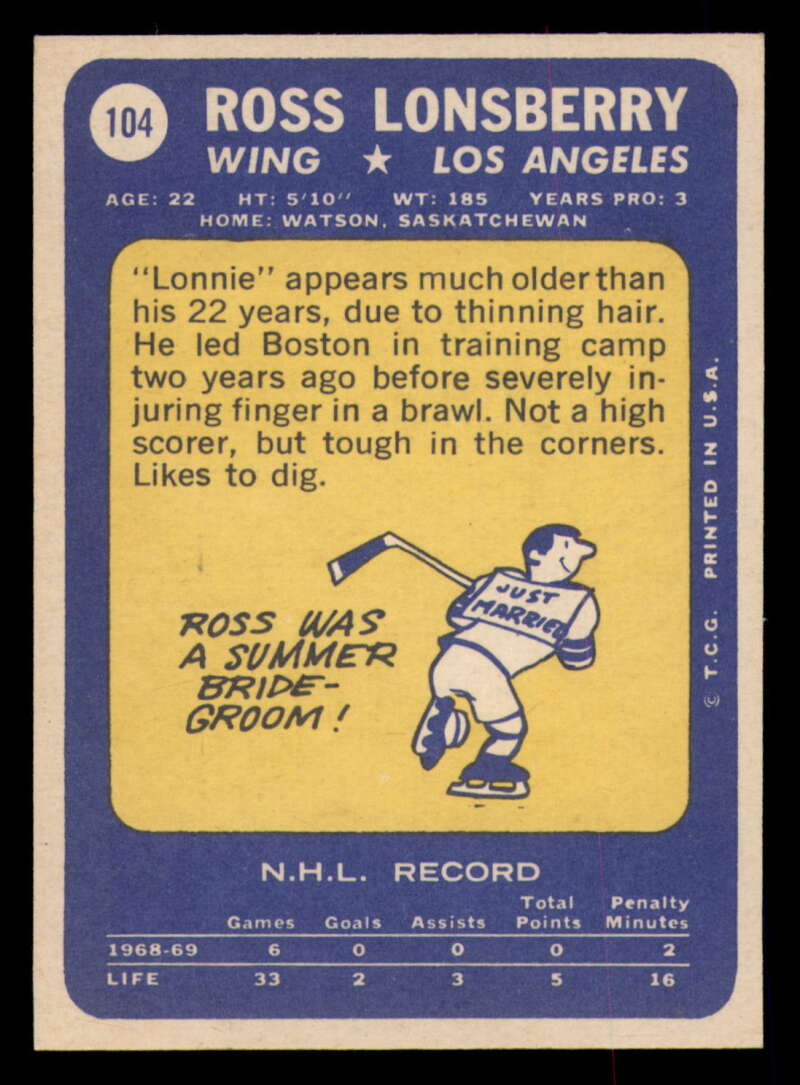 104
ROSS LONSBERRY
WING ★ LOS ANGELES
AGE: 22 HT: 5'10'' WT: 185 YEARS PRO: 3
HOME: WATSON, SASKATCHEWAN
"Lonnie" appears much older than
his 22 years, due to thinning hair.
He led Boston in training camp
two years ago before severely in-
juring finger in a brawl. Not a high
scorer, but tough in the corners.
Likes to dig.
JUST
MARRIED
ROSS WAS
A SUMMER
BRIDE-
GROOM!
© T.C.G. PRINTED IN U.S.A.
N.H.L. RECORD
Games Goals Assists Total Points Penalty Minutes
1968-69 6 0 0 0 2
LIFE 33 2 3 5 16